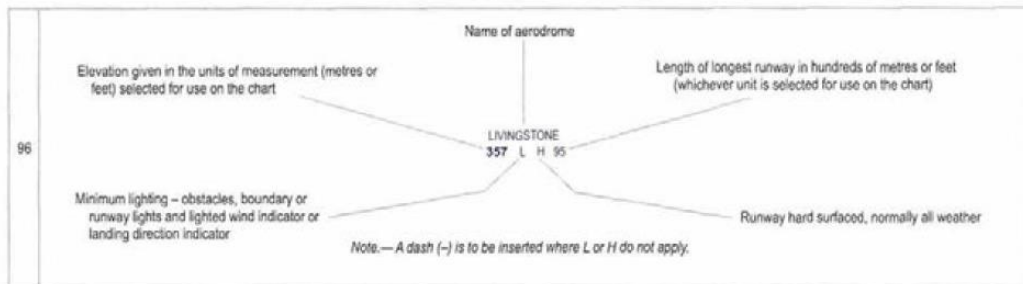 Name of aerodrome
Elevation given in the units of measurement (metres or
feet) selected for use on the chart
Length of longest runway in hundreds of metres or feet
(whichever unit is selected for use on the chart)
96
LIVINGSTONE
357 L H 95
Minimum lighting – obstacles, boundary or
runway lights and lighted wind indicator or
landing direction indicator
Runway hard surfaced, normally all weather
Note.— A dash (–) is to be inserted where L or H do not apply.